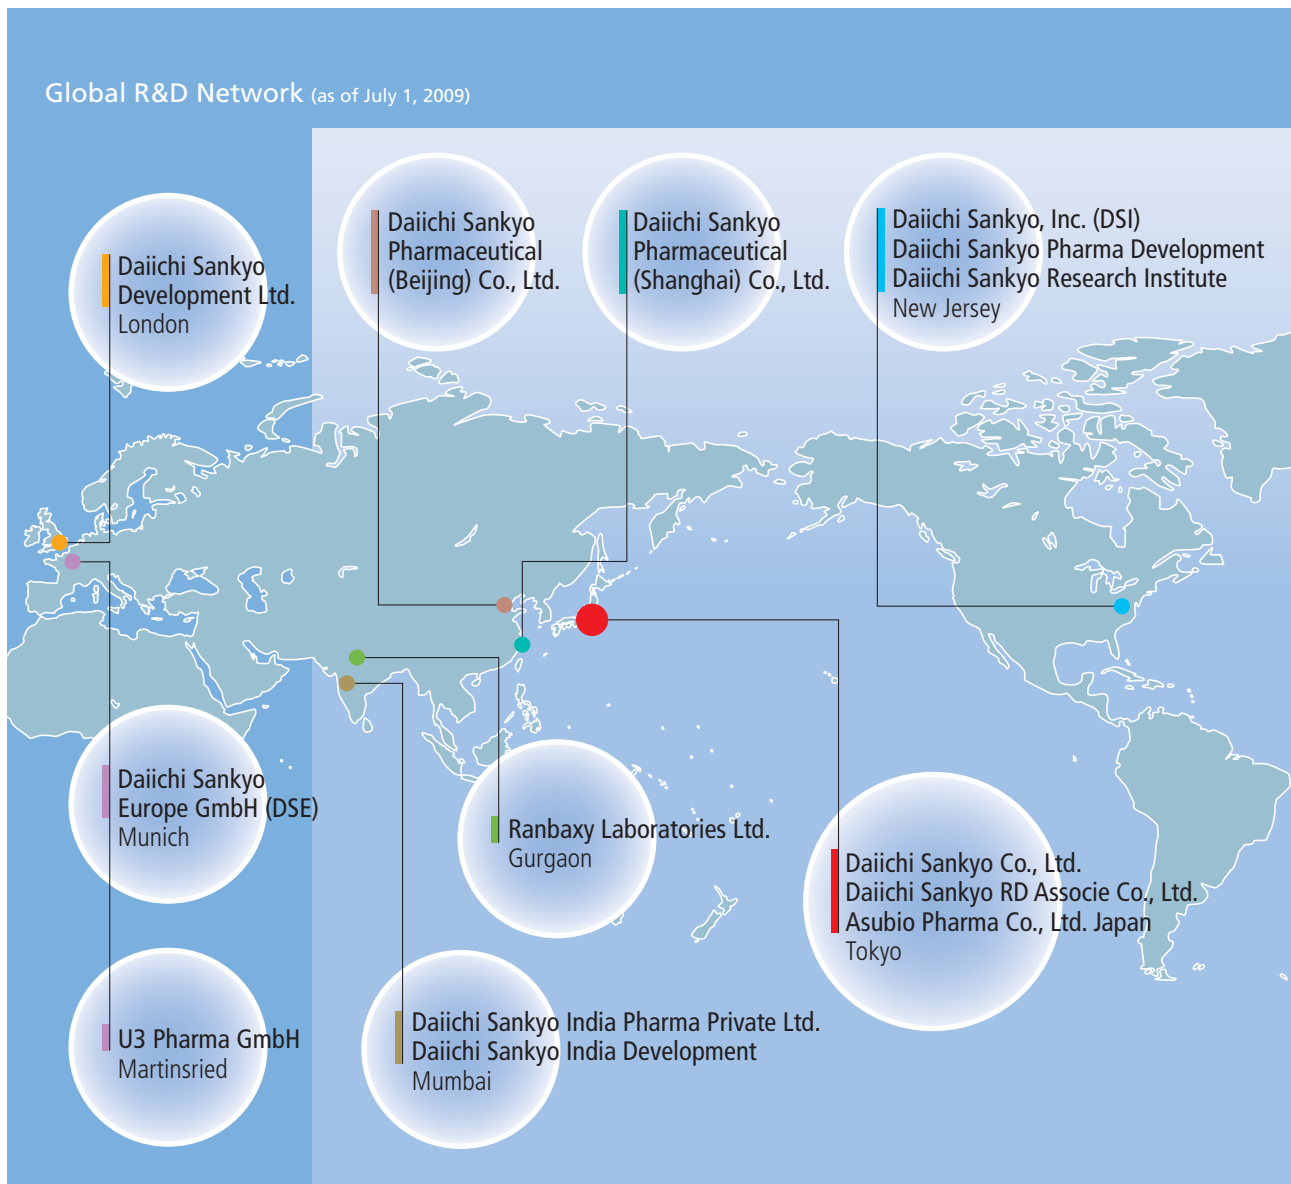 Global R&D Network (as of July 1, 2009)
Daiichi Sankyo
Development Ltd.
London
Daiichi Sankyo
Pharmaceutical
(Beijing) Co., Ltd.
Daiichi Sankyo
Pharmaceutical
(Shanghai) Co., Ltd.
Daiichi Sankyo, Inc. (DSI)
Daiichi Sankyo Pharma Development
Daiichi Sankyo Research Institute
New Jersey
Daiichi Sankyo
Europe GmbH (DSE)
Munich
Ranbaxy Laboratories Ltd.
Gurgaon
Daiichi Sankyo Co., Ltd.
Daiichi Sankyo RD Associe Co., Ltd.
Asubio Pharma Co., Ltd. Japan
Tokyo
U3 Pharma GmbH
Martinsried
Daiichi Sankyo India Pharma Private Ltd.
Daiichi Sankyo India Development
Mumbai